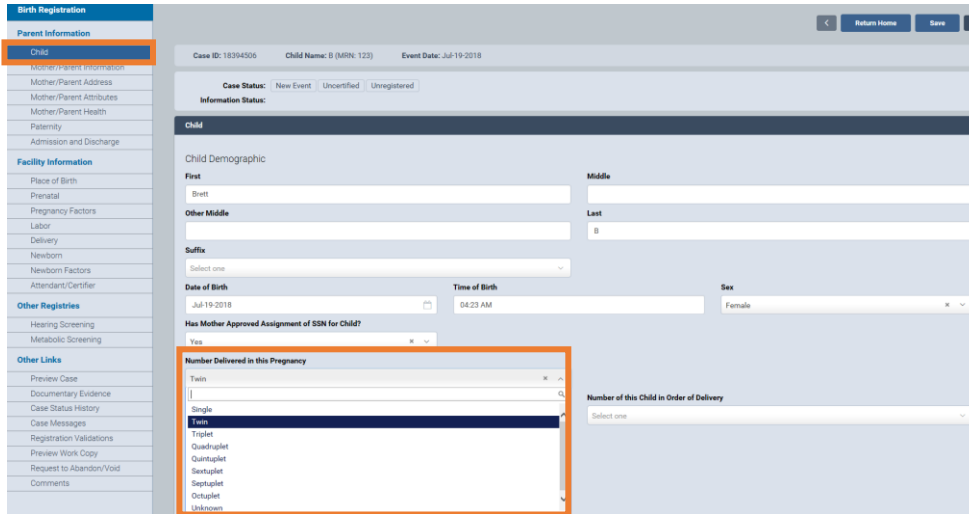 Birth Registration
Return Home
Save
Parent Information
Child
Mother/Parent Information
Mother/Parent Address
Mother/Parent Attributes
Mother/Parent Health
Paternity
Admission and Discharge
Facility Information
Place of Birth
Prenatal
Pregnancy Factors
Labor
Delivery
Newborn
Newborn Factors
Attendant/Certifier
Other Registries
Hearing Screening
Metabolic Screening
Other Links
Preview Case
Documentary Evidence
Case Status History
Case Messages
Registration Validations
Preview Work Copy
Request to Abandon/Void
Comments
Case ID: 18394506 Child Name: B (MRN: 123) Event Date: Jul-19-2018
Case Status: New Event Uncertified Unregistered
Information Status:
Child
Child Demographic
First Middle
Brett
Other Middle Last
B
Suffix
Select one
Date of Birth Time of Birth Sex
Jul-19-2018 04:23 AM Female
Has Mother Approved Assignment of SSN for Child?
Yes
Number Delivered in this Pregnancy
Twin
Number of this Child in Order of Delivery
Select one
Single
Twin
Triplet
Quadruplet
Quintuplet
Sextuplet
Septuplet
Octuplet
Unknown